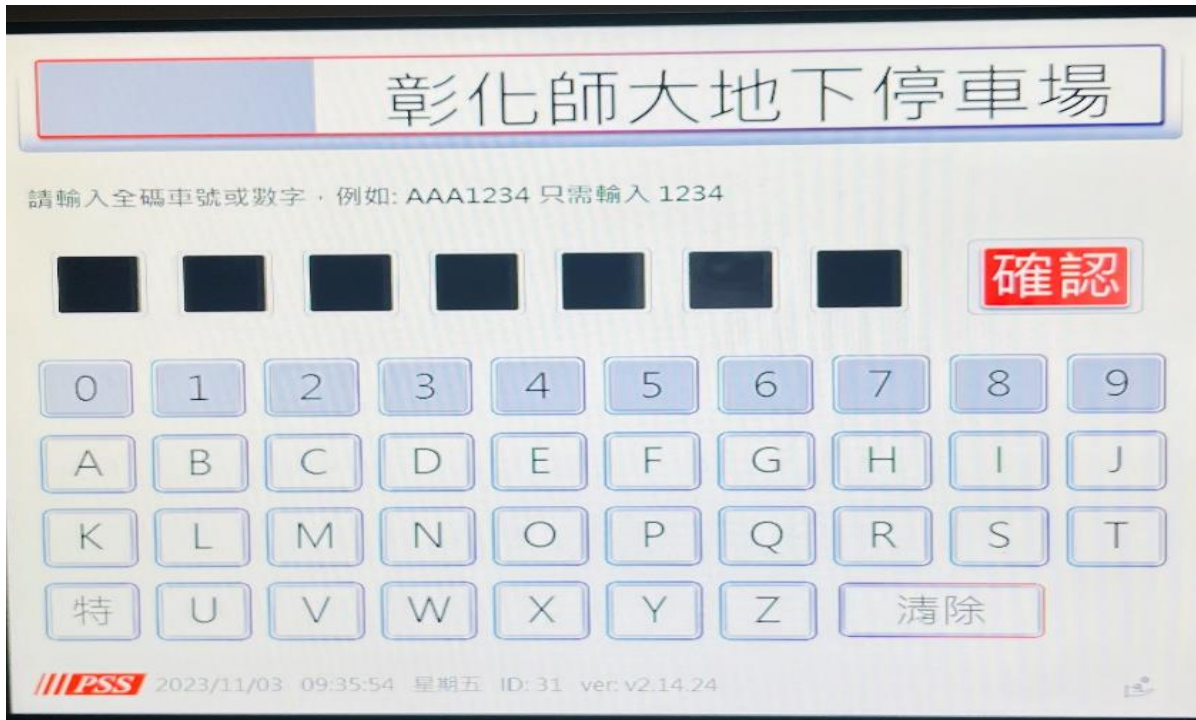 彰化師大地下停車場
請輸入全碼車號或數字，例如: AAA1234 只需輸入 1234
確認
0 1 2 3 4 5 6 7 8 9
A B C D E F G H I J
K L M N O P Q R S T
特 U V W X Y Z 清除
PSS 2023/11/03 09:35:54 星期五 ID: 31 ver: v2.14.24